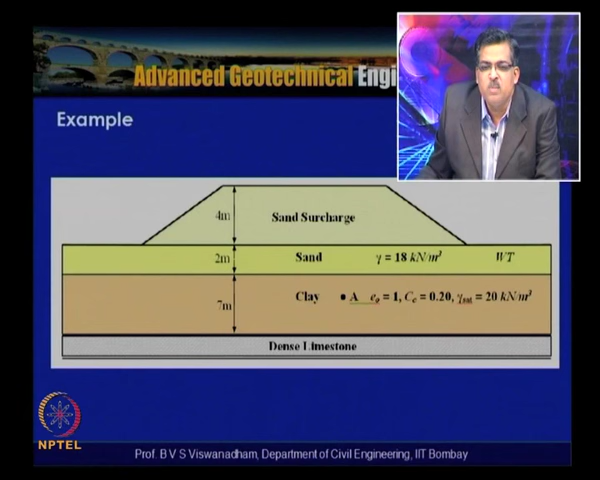 Advanced Geotechnical Engi
Example
4m Sand Surcharge
2m Sand γ = 18 kN/m³ WT
7m Clay • A e₀ = 1, C꜀ = 0.20, γsat = 20 kN/m³
Dense Limestone
NPTEL
Prof. B V S Viswanadham, Department of Civil Engineering, IIT Bombay